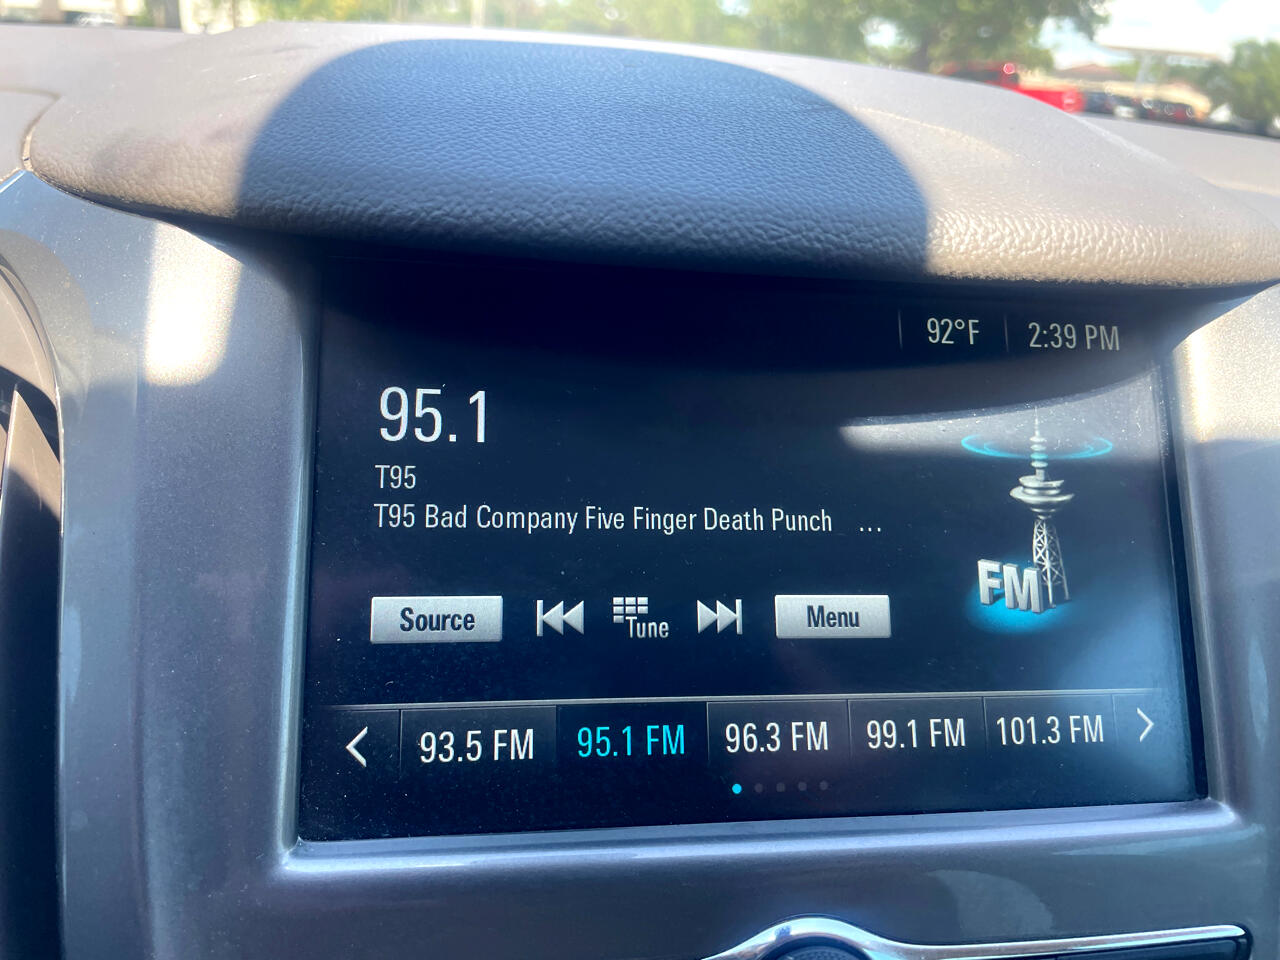 92°F 2:39 PM
95.1
T95
T95 Bad Company Five Finger Death Punch ...
Source Tune Menu
FM
93.5 FM 95.1 FM 96.3 FM 99.1 FM 101.3 FM